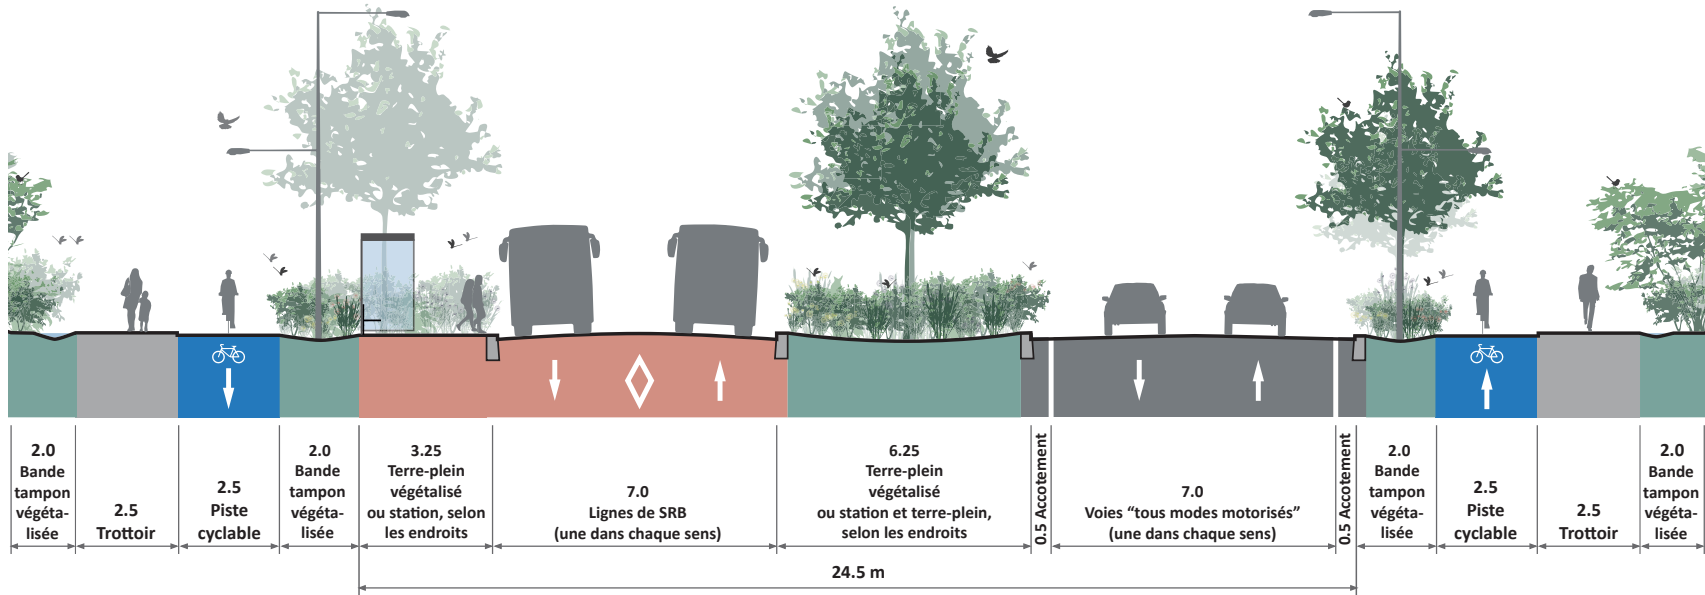 2.0
Bande
tampon
végéta-
lisée
2.5
Trottoir
2.5
Piste
cyclable
2.0
Bande
tampon
végéta-
lisée
3.25
Terre-plein
végétalisé
ou station, selon
les endroits
7.0
Lignes de SRB
(une dans chaque sens)
6.25
Terre-plein
végétalisé
ou station et terre-plein,
selon les endroits
0.5 Accotement
7.0
Voies "tous modes motorisés"
(une dans chaque sens)
0.5 Accotement
2.0
Bande
tampon
végéta-
lisée
2.5
Piste
cyclable
2.5
Trottoir
2.0
Bande
tampon
végéta-
lisée
24.5 m